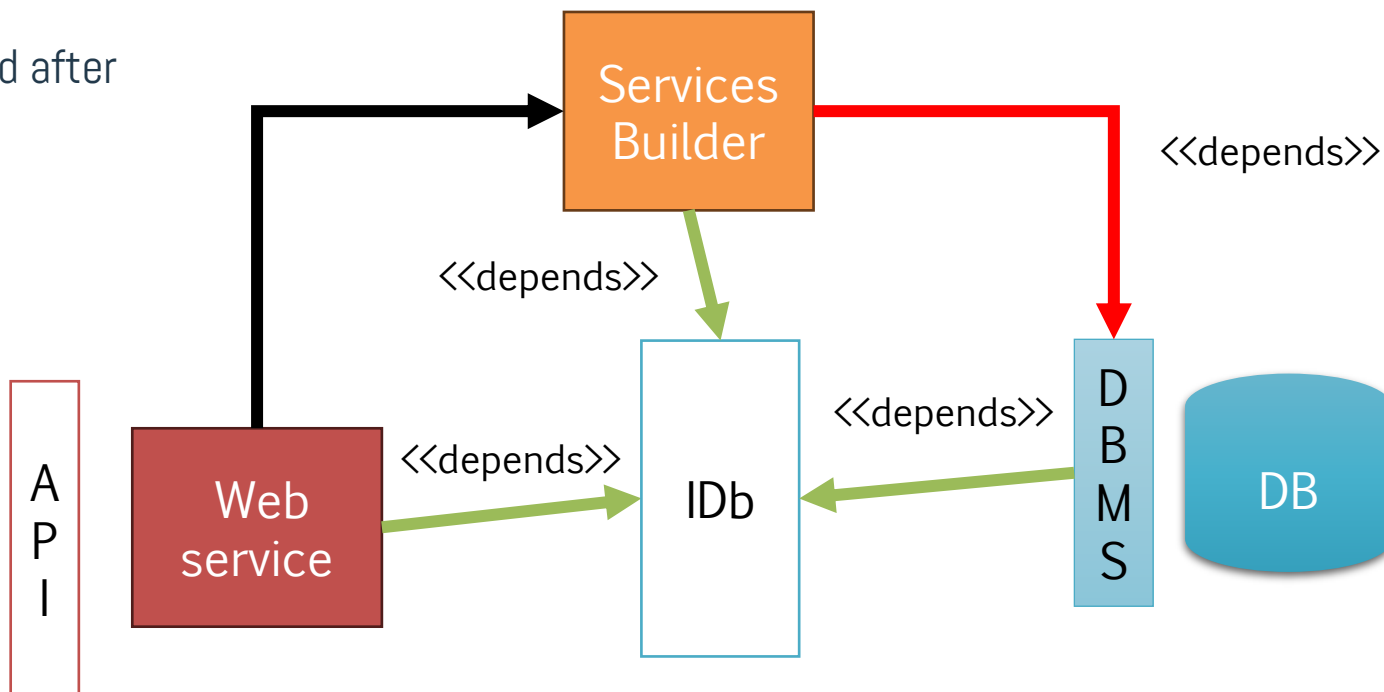 d after
Services
Builder
<<depends>>
<<depends>>
<<depends>>
<<depends>>
A
P
I
Web
service
IDb
D
B
M
S
DB